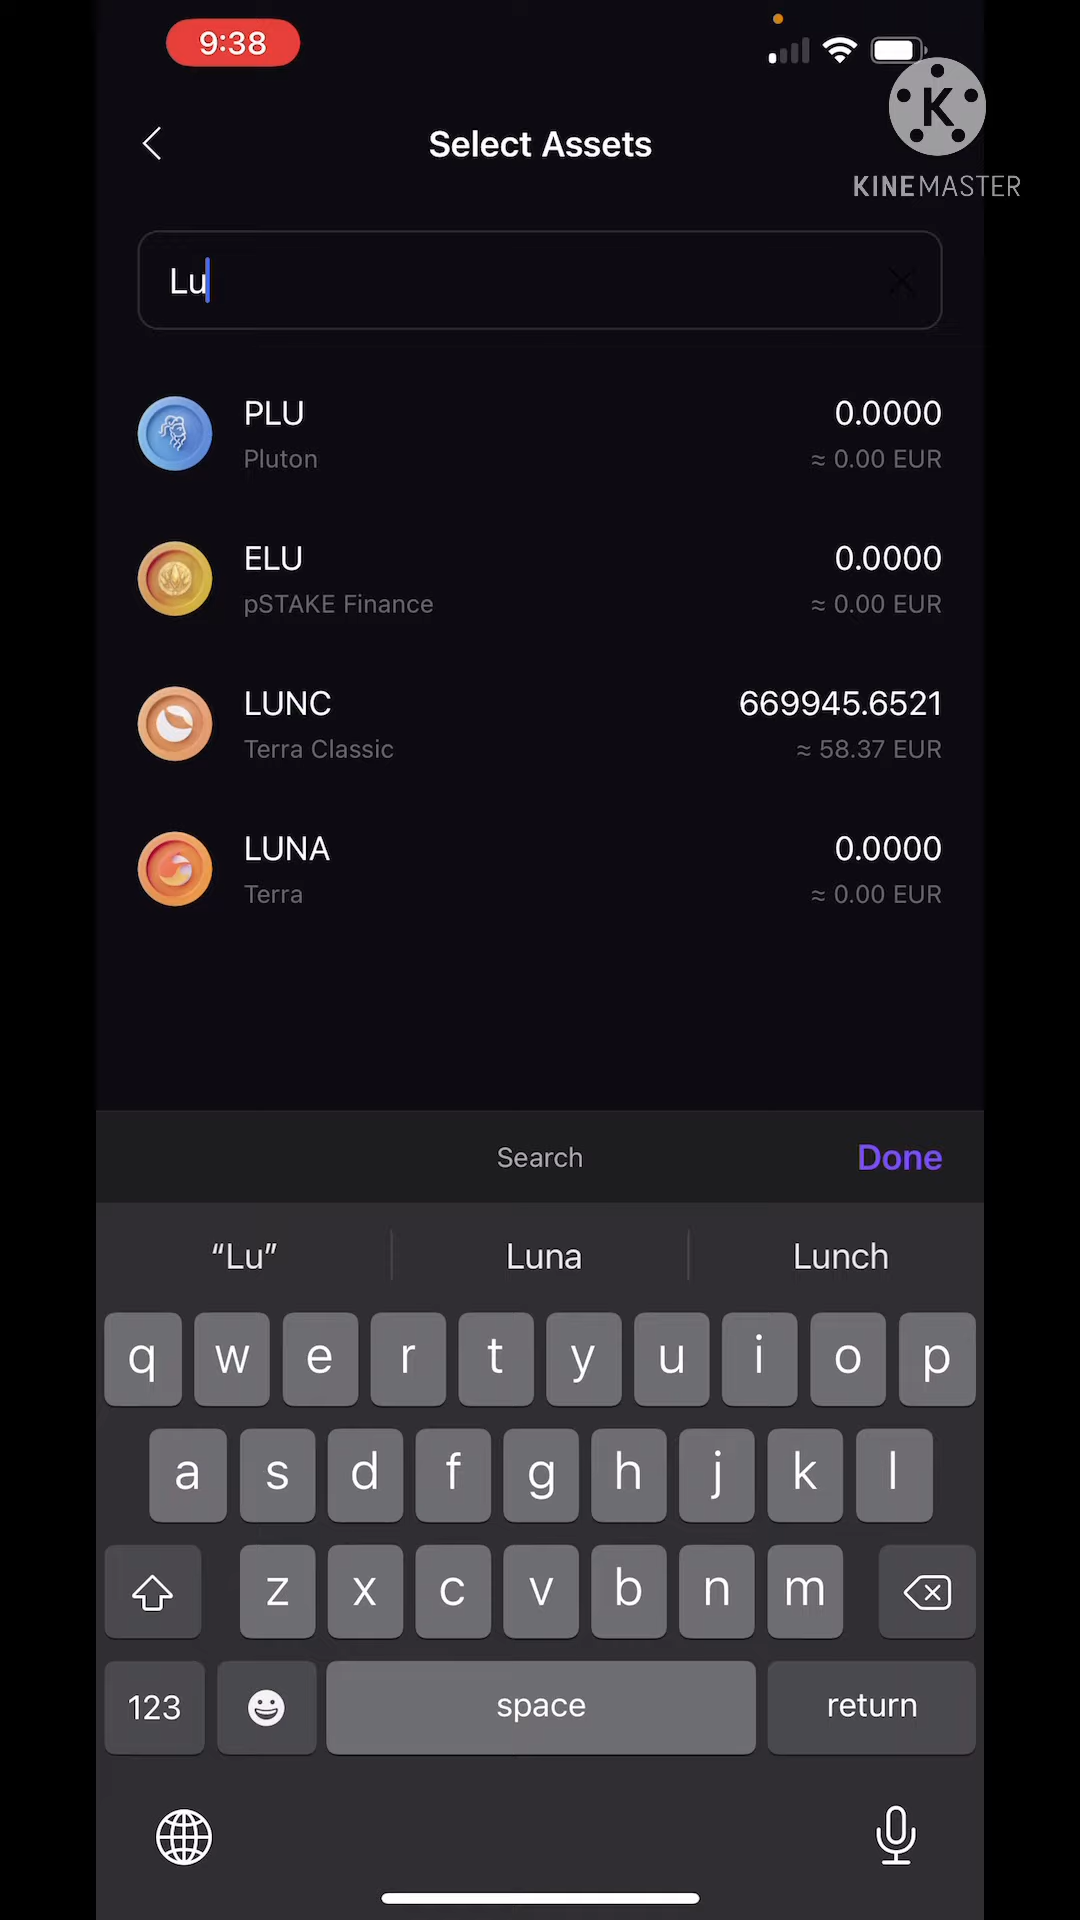 9:38
Select Assets
K
KINEMASTER
Lu
PLU 0.0000
Pluton ≈ 0.00 EUR
ELU 0.0000
pSTAKE Finance ≈ 0.00 EUR
LUNC 669945.6521
Terra Classic ≈ 58.37 EUR
LUNA 0.0000
Terra ≈ 0.00 EUR
Search Done
“Lu” Luna Lunch
q w e r t y u i o p
a s d f g h j k l
z x c v b n m
123 space return